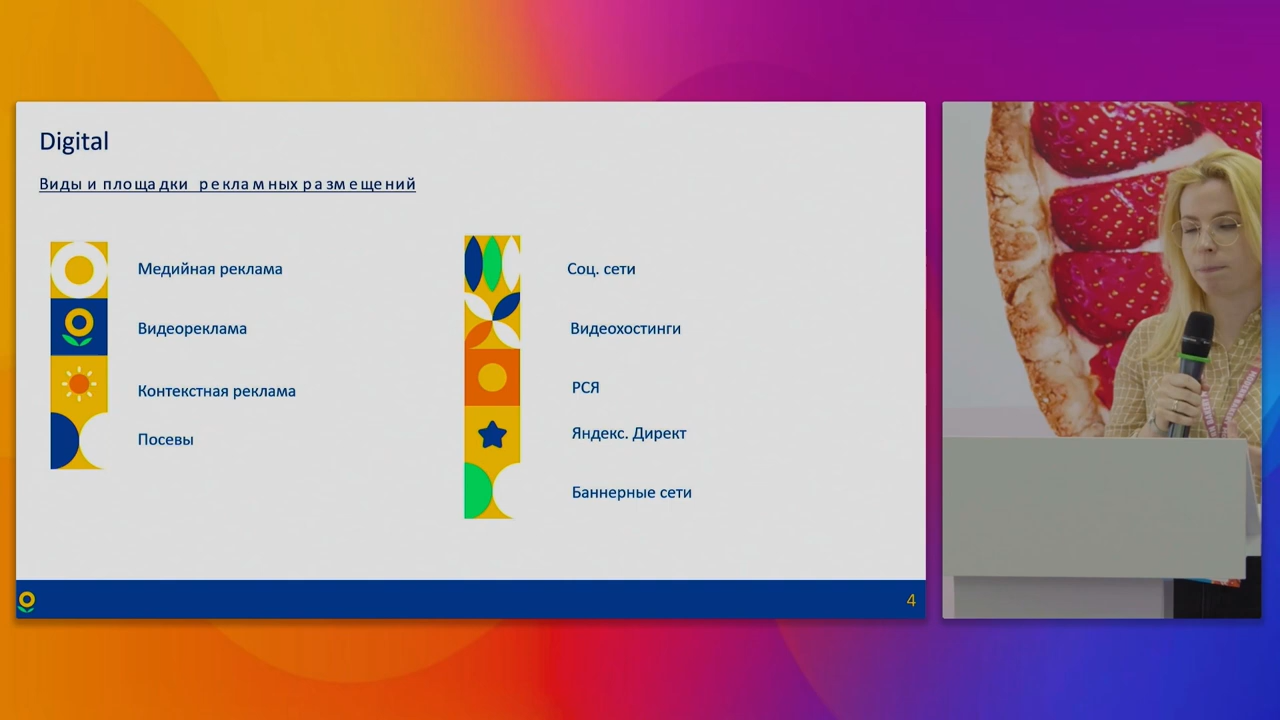 Digital
Виды и площадки рекламных размещений
Медийная реклама
Видеореклама
Контекстная реклама
Посевы
Соц. сети
Видеохостинги
РСЯ
Яндекс. Директ
Баннерные сети
4